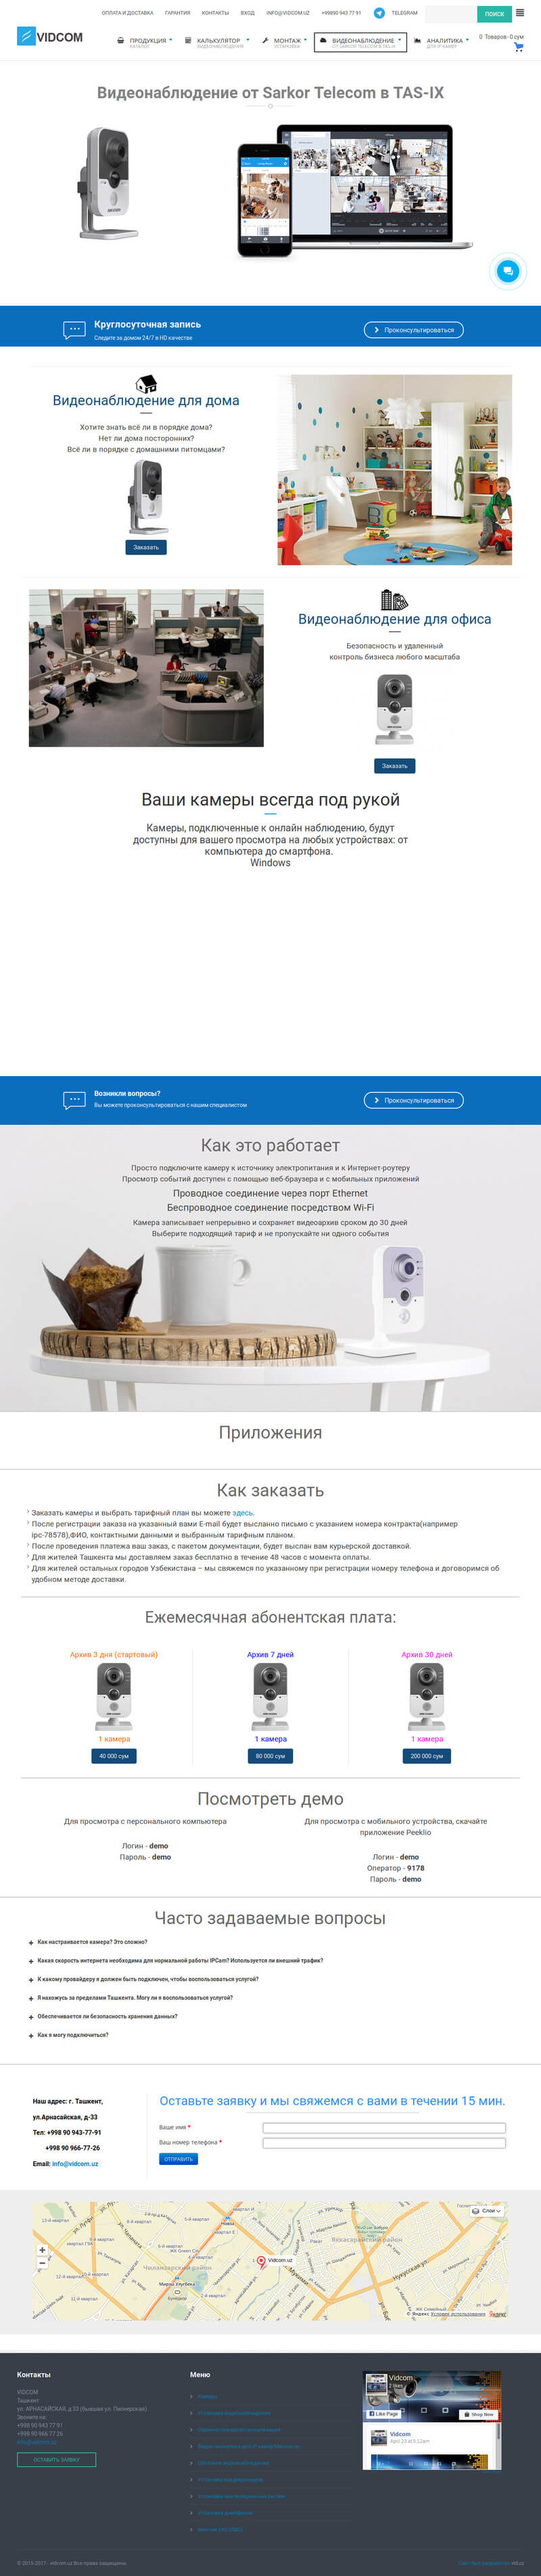 ОПЛАТА И ДОСТАВКА ГАРАНТИЯ КОНТАКТЫ ВХОД INFO@VIDCOM.UZ +99890 943 77 91 TELEGRAM ПОИСК
VIDCOM
ПРОДУКЦИЯ КАЛЬКУЛЯТОР МОНТАЖ ВИДЕОНАБЛЮДЕНИЕ АНАЛИТИКА 0 Товаров- 0 сум
КАТАЛОГ ВИДЕОНАБЛЮДЕНИЯ УСТАНОВКА ОТ SARKOR TELECOM В TAS-IX ДЛЯ IP КАМЕР
Видеонаблюдение от Sarkor Telecom в TAS-IX
Круглосуточная запись
Следите за домом 24/7 в HD качестве
Проконсультироваться
Видеонаблюдение для дома
Хотите знать всё ли в порядке дома?
Нет ли дома посторонних?
Всё ли в порядке с домашними питомцами?
Заказать
Видеонаблюдение для офиса
Безопасность и удаленный
контроль бизнеса любого масштаба
Заказать
Ваши камеры всегда под рукой
Камеры, подключенные к онлайн наблюдению, будут
доступны для вашего просмотра на любых устройствах: от
компьютера до смартфона.
Windows
Возникли вопросы?
Вы можете проконсультироваться с нашим специалистом
Проконсультироваться
Как это работает
Просто подключите камеру к источнику электропитания и к Интернет-роутеру
Просмотр событий доступен с помощью веб-браузера и с мобильных приложений
Проводное соединение через порт Ethernet
Беспроводное соединение посредством Wi-Fi
Камера записывает непрерывно и сохраняет видеоархив сроком до 30 дней
Выберите подходящий тариф и не пропускайте ни одного события
Приложения
Как заказать
Заказать камеры и выбрать тарифный план вы можете здесь.
После регистрации заказа на указанный вами E-mail будет высланно письмо с указанием номера контракта(например
ipc-78578),ФИО, контактными данными и выбранным тарифным планом.
После проведения платежа ваш заказ, с пакетом документации, будет выслан вам курьерской доставкой.
Для жителей Ташкента мы доставляем заказ бесплатно в течение 48 часов с момента оплаты.
Для жителей остальных городов Узбекистана – мы свяжемся по указанному при регистрации номеру телефона и договоримся об
удобном методе доставки.
Ежемесячная абонентская плата:
Архив 3 дня (стартовый)
1 камера
40 000 сум
Архив 7 дней
1 камера
80 000 сум
Архив 30 дней
1 камера
200 000 сум
Посмотреть демо
Для просмотра с персонального компьютера
Логин - demo
Пароль - demo
Для просмотра с мобильного устройства, скачайте
приложение Peeklio
Логин - demo
Оператор - 9178
Пароль - demo
Часто задаваемые вопросы
Как настраивается камера? Это сложно?
Какая скорость интернета необходима для нормальной работы IPCam? Используется ли внешний трафик?
К какому провайдеру я должен быть подключен, чтобы воспользоваться услугой?
Я нахожусь за пределами Ташкента. Могу ли я воспользоваться услугой?
Обеспечивается ли безопасность хранения данных?
Как я могу подключиться?
Наш адрес: г. Ташкент,
ул.Арнасайская, д-33
Тел: +998 90 943-77-91
+998 90 966-77-26
Email: info@vidcom.uz
Оставьте заявку и мы свяжемся с вами в течении 15 мин.
Ваше имя *
Ваш номер телефона *
ОТПРАВИТЬ
Слои
Vidcom.uz
Чиланзарский район
Яккасарайский район
© Яндекс Условия использования Яндекс
Контакты
VIDCOM
Ташкент
ул. АРНАСАЙСКАЯ, д.33 (бывшая ул. Пионерская)
Звоните на:
+998 90 943 77 91
+998 90 966 77 26
info@vidcom.uz
ОСТАВИТЬ ЗАЯВКУ
Меню
Vidcom
Like Page
Shop Now
Vidcom